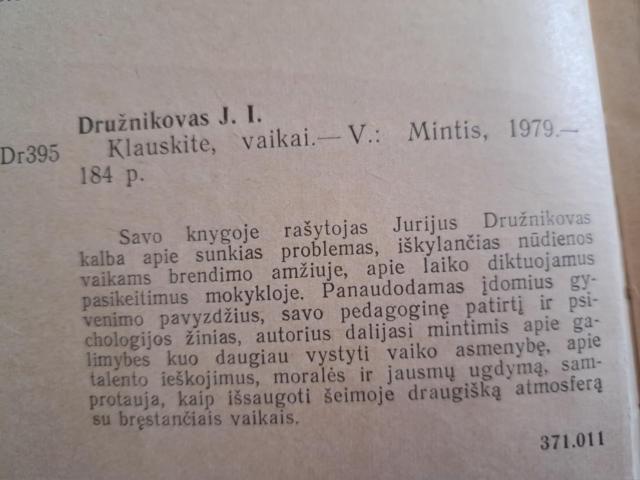 Družnikovas J. I.
Dr395 Klauskite, vaikai.— V.: Mintis, 1979.—
184 p.
Savo knygoje rašytojas Jurijus Družnikovas
kalba apie sunkias problemas, iškylančias nūdienos
vaikams brendimo amžiuje, apie laiko diktuojamus
pasikeitimus mokykloje. Panaudodamas įdomius gy-
venimo pavyzdžius, savo pedagoginę patirtį ir psi-
chologijos žinias, autorius dalijasi mintimis apie ga-
limybes kuo daugiau vystyti vaiko asmenybę, apie
talento ieškojimus, moralės ir jausmų ugdymą, sam-
protauja, kaip išsaugoti šeimoje draugišką atmosferą
su bręstančiais vaikais.
371.011